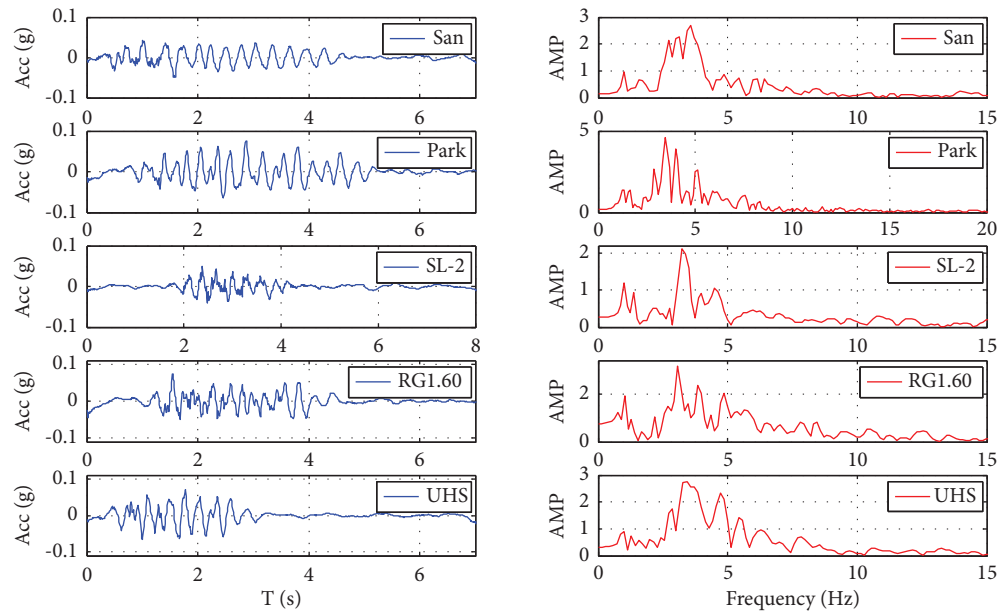 Acc (g)
0.1
0
-0.1
San
0 2 4 6
AMP
3
2
1
0
San
0 5 10 15
Acc (g)
0.1
0
-0.1
Park
0 2 4 6
AMP
5
0
Park
0 5 10 15 20
Acc (g)
0.1
0
-0.1
SL-2
0 2 4 6 8
AMP
2
1
0
SL-2
0 5 10 15
Acc (g)
0.1
0
-0.1
RG1.60
0 2 4 6
AMP
2
0
RG1.60
0 5 10 15
Acc (g)
0.1
0
-0.1
UHS
0 2 4 6
T (s)
AMP
3
2
1
0
UHS
0 5 10 15
Frequency (Hz)